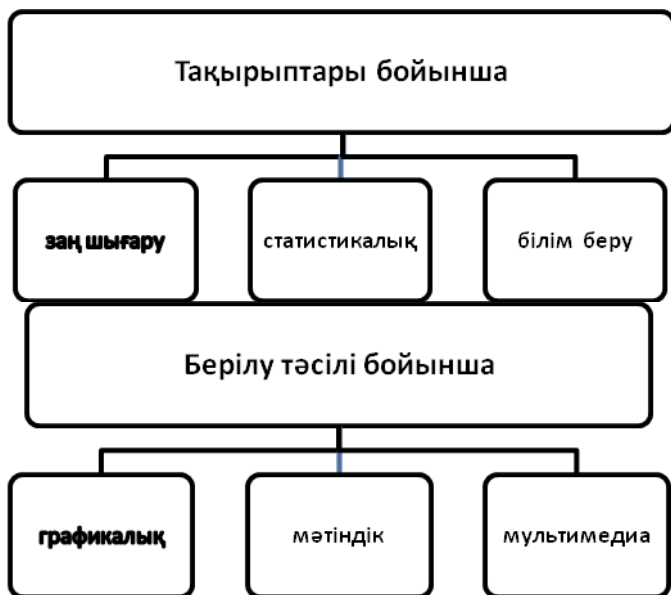 Тақырыптары бойынша
заң шығару
статистикалық
білім беру
Берілу тәсілі бойынша
графикалық
мәтіндік
мультимедиа